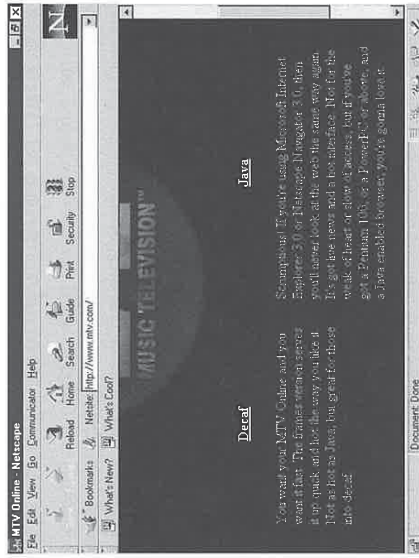 MTV Online - Netscape
File Edit View Go Communicator Help
Reload Home Search Guide Print Security Stop
N
Bookmarks Netsite: http://www.mtv.com/
What's New? What's Cool?
MUSIC TELEVISION™
Decaf
You want your MTV Online and you
want it fast. The frames version serves
it up quick and hot the way you like it.
Not as hot as Java, but great for those
into decaf.
Java
Scrumptious! If you're using Microsoft Internet
Explorer 3.0 or Netscape Navigator 3.0, then
you'll never look at the web the same way again.
It's got live news and a hot interface. Not for the
weak of heart or slow of access, but if you've
got a Pentium 100, or a PowerPC or above, and
a Java enabled browser, you're gonna love it.
Document: Done